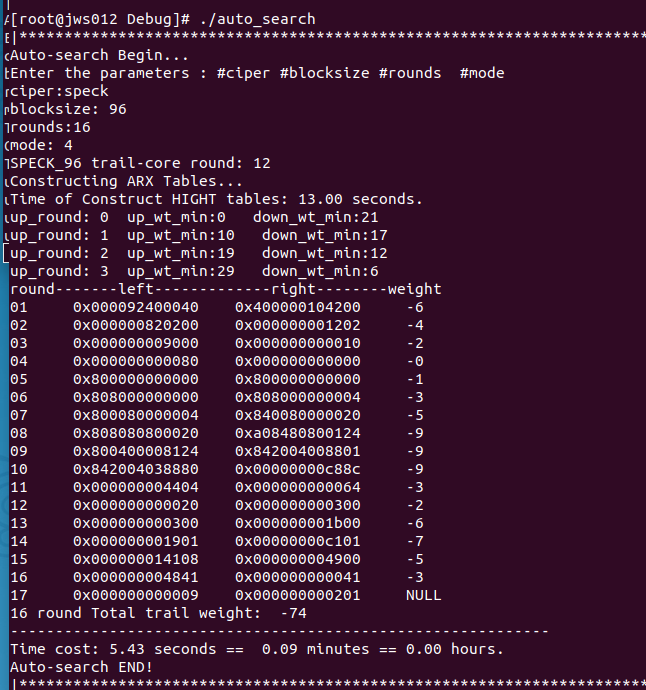 [root@jws012 Debug]# ./auto_search
|***********************************************************************
Auto-search Begin...
Enter the parameters : #ciper #blocksize #rounds  #mode
ciper:speck
blocksize: 96
rounds:16
mode: 4
SPECK_96 trail-core round: 12
Constructing ARX Tables...
Time of Construct HIGHT tables: 13.00 seconds.
up_round: 0  up_wt_min:0   down_wt_min:21
up_round: 1  up_wt_min:10   down_wt_min:17
up_round: 2  up_wt_min:19   down_wt_min:12
up_round: 3  up_wt_min:29   down_wt_min:6
round-------left-------------right--------weight
01     0x000092400040    0x400000104200     -6
02     0x000000820200    0x000000001202     -4
03     0x000000009000    0x000000000010     -2
04     0x000000000080    0x000000000000     -0
05     0x800000000000    0x800000000000     -1
06     0x808000000000    0x808000000004     -3
07     0x800080000004    0x840080000020     -5
08     0x808080800020    0xa08480800124     -9
09     0x800400008124    0x842004008801     -9
10     0x842004038880    0x00000000c88c     -9
11     0x000000004404    0x000000000064     -3
12     0x000000000020    0x000000000300     -2
13     0x000000000300    0x000000001b00     -6
14     0x000000001901    0x00000000c101     -7
15     0x000000014108    0x000000004900     -5
16     0x000000004841    0x000000000041     -3
17     0x000000000009    0x000000000201     NULL
16 round Total trail weight:  -74
------------------------------------------------------------
Time cost: 5.43 seconds ==  0.09 minutes == 0.00 hours.
Auto-search END!
|***********************************************************************